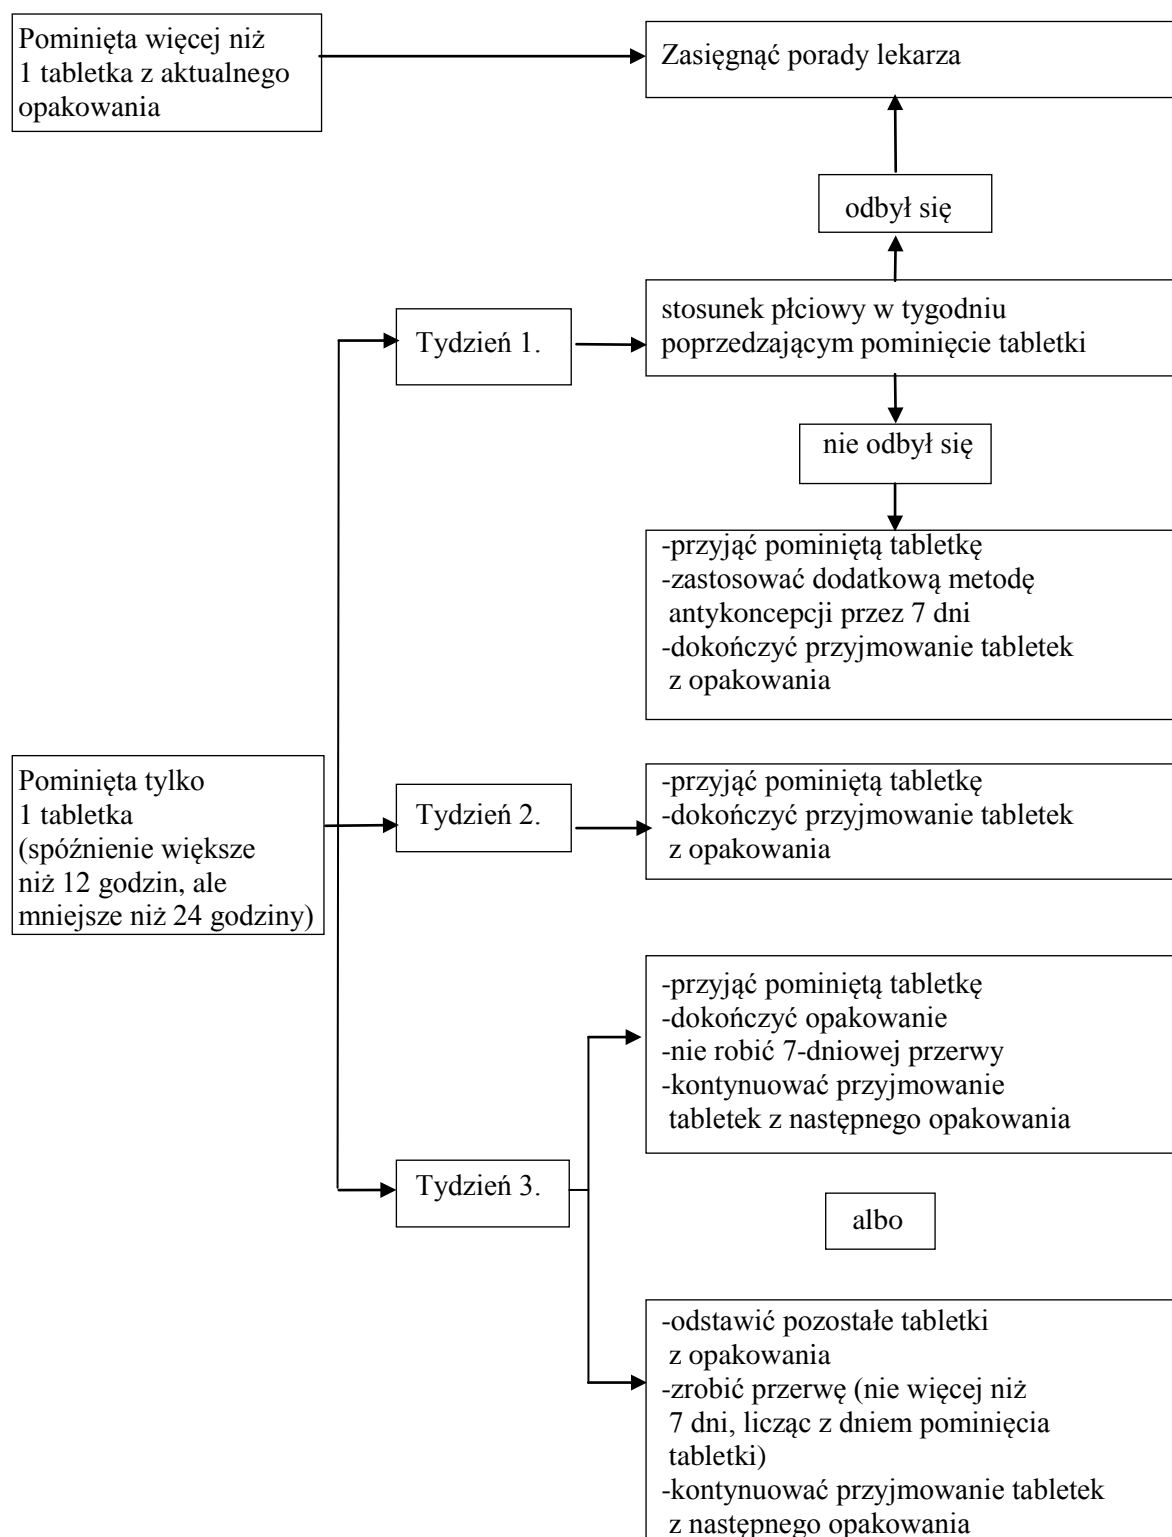 Pominięta więcej niż
1 tabletka z aktualnego
opakowania
Zasięgnąć porady lekarza
odbył się
stosunek płciowy w tygodniu
poprzedzającym pominięcie tabletki
Tydzień 1.
nie odbył się
-przyjąć pominiętą tabletkę
-zastosować dodatkową metodę
antykoncepcji przez 7 dni
-dokończyć przyjmowanie tabletek
z opakowania
Pominięta tylko
1 tabletka
(spóźnienie większe
niż 12 godzin, ale
mniejsze niż 24 godziny)
Tydzień 2.
-przyjąć pominiętą tabletkę
-dokończyć przyjmowanie tabletek
z opakowania
-przyjąć pominiętą tabletkę
-dokończyć opakowanie
-nie robić 7-dniowej przerwy
-kontynuować przyjmowanie
tabletek z następnego opakowania
Tydzień 3.
albo
-odstawić pozostałe tabletki
z opakowania
-zrobić przerwę (nie więcej niż
7 dni, licząc z dniem pominięcia
tabletki)
-kontynuować przyjmowanie tabletek
z następnego opakowania